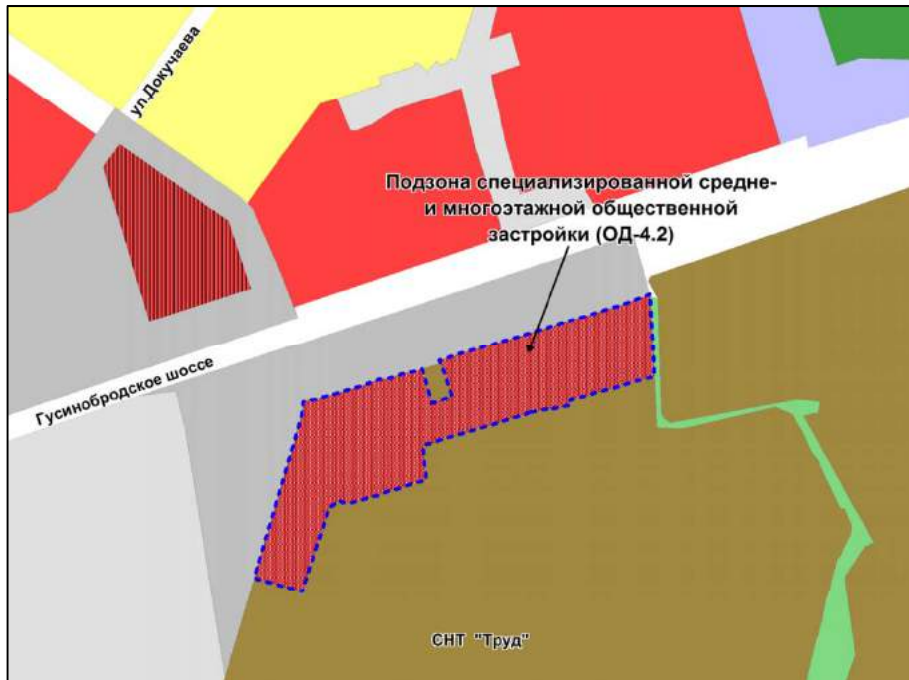 ул.Докучаева
Подзона специализированной средне-
и многоэтажной общественной
застройки (ОД-4.2)
Гусинобродское шоссе
СНТ "Труд"